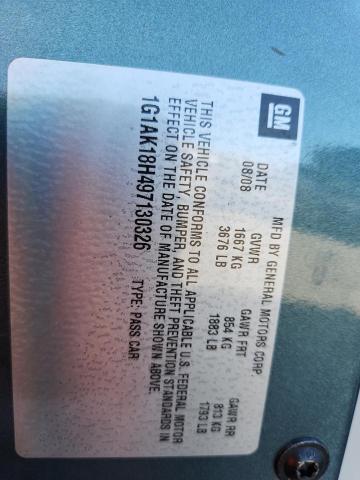 GM
MFD BY GENERAL MOTORS CORP
DATE GVWR GAWR FRT GAWR RR
08/08 1667 KG 854 KG 813 KG
3676 LB 1883 LB 1793 LB
THIS VEHICLE CONFORMS TO ALL APPLICABLE U.S. FEDERAL MOTOR
VEHICLE SAFETY, BUMPER, AND THEFT PREVENTION STANDARDS IN
EFFECT ON THE DATE OF MANUFACTURE SHOWN ABOVE.
1G1AK18H497130326 TYPE: PASS CAR